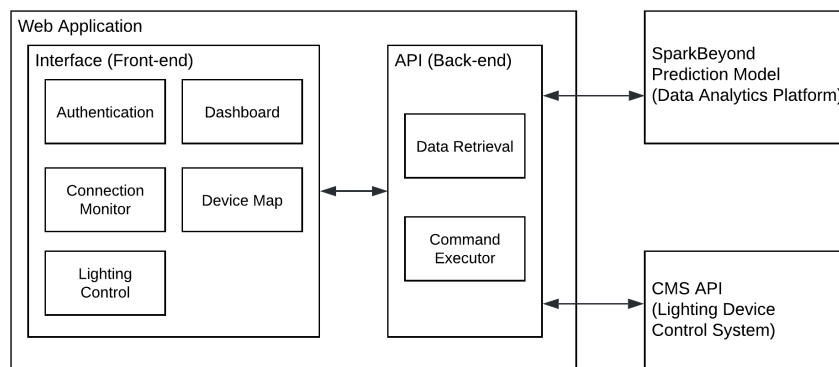 Web Application
Interface (Front-end)
Authentication
Dashboard
Connection
Monitor
Device Map
Lighting
Control
API (Back-end)
Data Retrieval
Command
Executor
SparkBeyond
Prediction Model
(Data Analytics Platform)
CMS API
(Lighting Device
Control System)